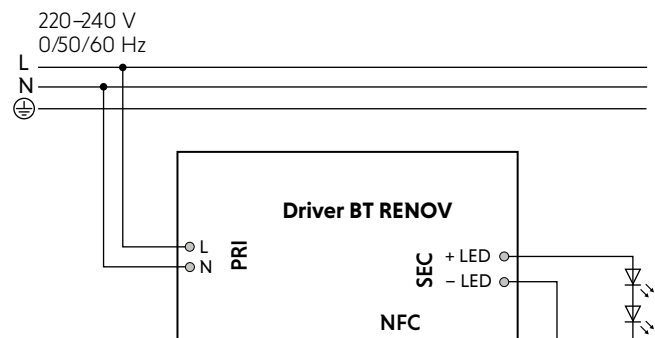 220–240 V
0/50/60 Hz
L
N
Driver BT RENOV
L
N
PRI
SEC
+ LED
– LED
NFC